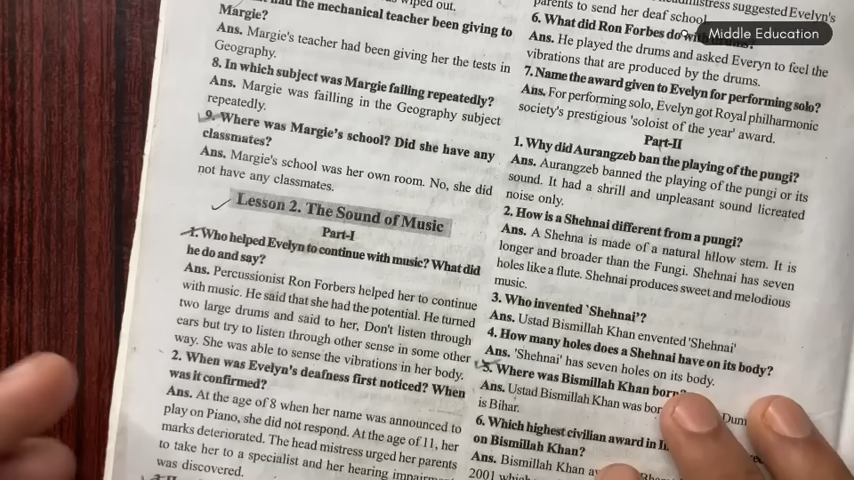 wiped out.
had the mechanical teacher been giving to
Margie?
Ans. Margie's teacher had been giving her the tests in
Geography.
8. In which subject was Margie failing repeatedly?
Ans. Margie was failling in the Geography subject
repeatedly.
9. Where was Margie's school? Did she have any
classmates?
Ans. Margie's school was her own room. No, she did
not have any classmates.
Lesson 2. The Sound of Music
Part-I
1. Who helped Evelyn to continue with music? What did
he do and say?
Ans. Percussionist Ron Forbers helped her to continue
with music. He said that she had the potential. He turned
two large drums and said to her, Don't listen through
ears but try to listen through other sense in some other
way. She was able to sense the vibrations in her body.
2. When was Evelyn's deafness first noticed? When
was it confirmed?
Ans. At the age of 8 when her name was announced to
play on Piano, she did not respond. At the age of 11, her
marks deteriorated. The head mistress urged her parents
to take her to a specialist and her hearing
was discovered.
suggested Evelyn's
parents to send her deaf school.
6. What did Ron Forbes do with
Ans. He played the drums and asked Everyn to feel the
vibrations that are produced by the drums.
7. Name the award given to Evelyn for performing solo?
Ans. For performing solo, Evelyn got Royal philharmonic
society's prestigious 'soloist of the year' award.
Part-II
1. Why did Aurangzeb ban the playing of the pungi?
Ans. Aurangzeb banned the playing of the pungi or its
sound. It had a shrill and unpleasant sound licreated
noise only.
2. How is a Shehnai different from a pungi?
Ans. A Shehna is made of a natural hillow stem. It is
longer and broader than the Fungi. Shehnai has seven
holes like a flute. Shehnai produces sweet and melodious
music.
3. Who invented `Shehnai'?
Ans. Ustad Bismillah Khan envented 'Shehnai'
4. How many holes does a Shehnai have on its body?
Ans. 'Shehnai' has seven holes on its body.
5. Where was Bismillah Khan born?
Ans. Ustad Bismillah Khan was
is Bihar.
6. Which highest civilian award in
on Bismillah Khan?
Ans. Bismillah Khan
2001
Middle Education